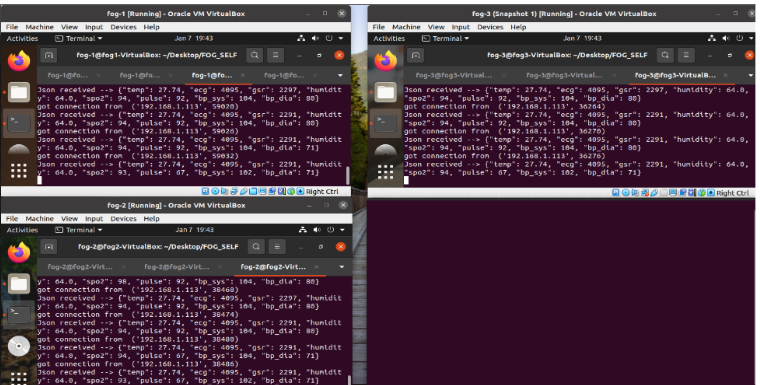 fog-1 [Running] - Oracle VM VirtualBox
File Machine View Input Devices Help
Activities Terminal Jan 7 19:43
fog-1@fog1-VirtualBox: ~/Desktop/FOG_SELF
fog-1@fo... fog-1@fo... fog-1@fo... fog-1@fo...
Json received --> {"temp": 27.74, "ecg": 4095, "gsr": 2297, "humidit
y": 64.0, "spo2": 94, "pulse": 92, "bp_sys": 104, "bp_dia": 80}
got connection from ('192.168.1.113', 59020)
Json received --> {"temp": 27.74, "ecg": 4095, "gsr": 2291, "humidit
y": 64.0, "spo2": 94, "pulse": 92, "bp_sys": 104, "bp_dia": 80}
got connection from ('192.168.1.113', 59026)
Json received --> {"temp": 27.74, "ecg": 4095, "gsr": 2291, "humidit
y": 64.0, "spo2": 94, "pulse": 92, "bp_sys": 104, "bp_dia": 71}
got connection from ('192.168.1.113', 59032)
Json received --> {"temp": 27.74, "ecg": 4095, "gsr": 2291, "humidit
y": 64.0, "spo2": 93, "pulse": 67, "bp_sys": 102, "bp_dia": 71}
Right Ctrl
fog-3 (Snapshot 1) [Running] - Oracle VM VirtualBox
File Machine View Input Devices Help
Activities Terminal Jan 7 19:43
fog-3@fog3-VirtualBox: ~/Desktop/FOG_SELF
fog-3@fog3-Virtual... fog-3@fog3-Virtual... fog-3@fog3-VirtualB...
Json received --> {"temp": 27.74, "ecg": 4095, "gsr": 2297, "humidity": 64.0,
"spo2": 94, "pulse": 92, "bp_sys": 104, "bp_dia": 80}
got connection from ('192.168.1.113', 36264)
Json received --> {"temp": 27.74, "ecg": 4095, "gsr": 2291, "humidity": 64.0,
"spo2": 94, "pulse": 92, "bp_sys": 104, "bp_dia": 80}
got connection from ('192.168.1.113', 36270)
Json received --> {"temp": 27.74, "ecg": 4095, "gsr": 2291, "humidity": 64.0,
"spo2": 94, "pulse": 92, "bp_sys": 104, "bp_dia": 80}
got connection from ('192.168.1.113', 36276)
Json received --> {"temp": 27.74, "ecg": 4095, "gsr": 2291, "humidity": 64.0,
"spo2": 94, "pulse": 67, "bp_sys": 102, "bp_dia": 71}
Right Ctrl
fog-2 [Running] - Oracle VM VirtualBox
File Machine View Input Devices Help
Activities Terminal Jan 7 19:43
fog-2@fog2-VirtualBox: ~/Desktop/FOG_SELF
fog-2@fog2-Virt... fog-2@fog2-Virt... fog-2@fog2-Virt...
y": 64.0, "spo2": 98, "pulse": 92, "bp_sys": 104, "bp_dia": 80}
got connection from ('192.168.1.113', 38468)
Json received --> {"temp": 27.74, "ecg": 4095, "gsr": 2297, "humidit
y": 64.0, "spo2": 94, "pulse": 92, "bp_sys": 104, "bp_dia": 80}
got connection from ('192.168.1.113', 38474)
Json received --> {"temp": 27.74, "ecg": 4095, "gsr": 2291, "humidit
y": 64.0, "spo2": 94, "pulse": 92, "bp_sys": 104, "bp_dia": 80}
got connection from ('192.168.1.113', 38480)
Json received --> {"temp": 27.74, "ecg": 4095, "gsr": 2291, "humidit
y": 64.0, "spo2": 94, "pulse": 67, "bp_sys": 104, "bp_dia": 71}
got connection from ('192.168.1.113', 38486)
Json received --> {"temp": 27.74, "ecg": 4095, "gsr": 2291, "humidit
y": 64.0, "spo2": 93, "pulse": 67, "bp_sys": 102, "bp_dia": 71}